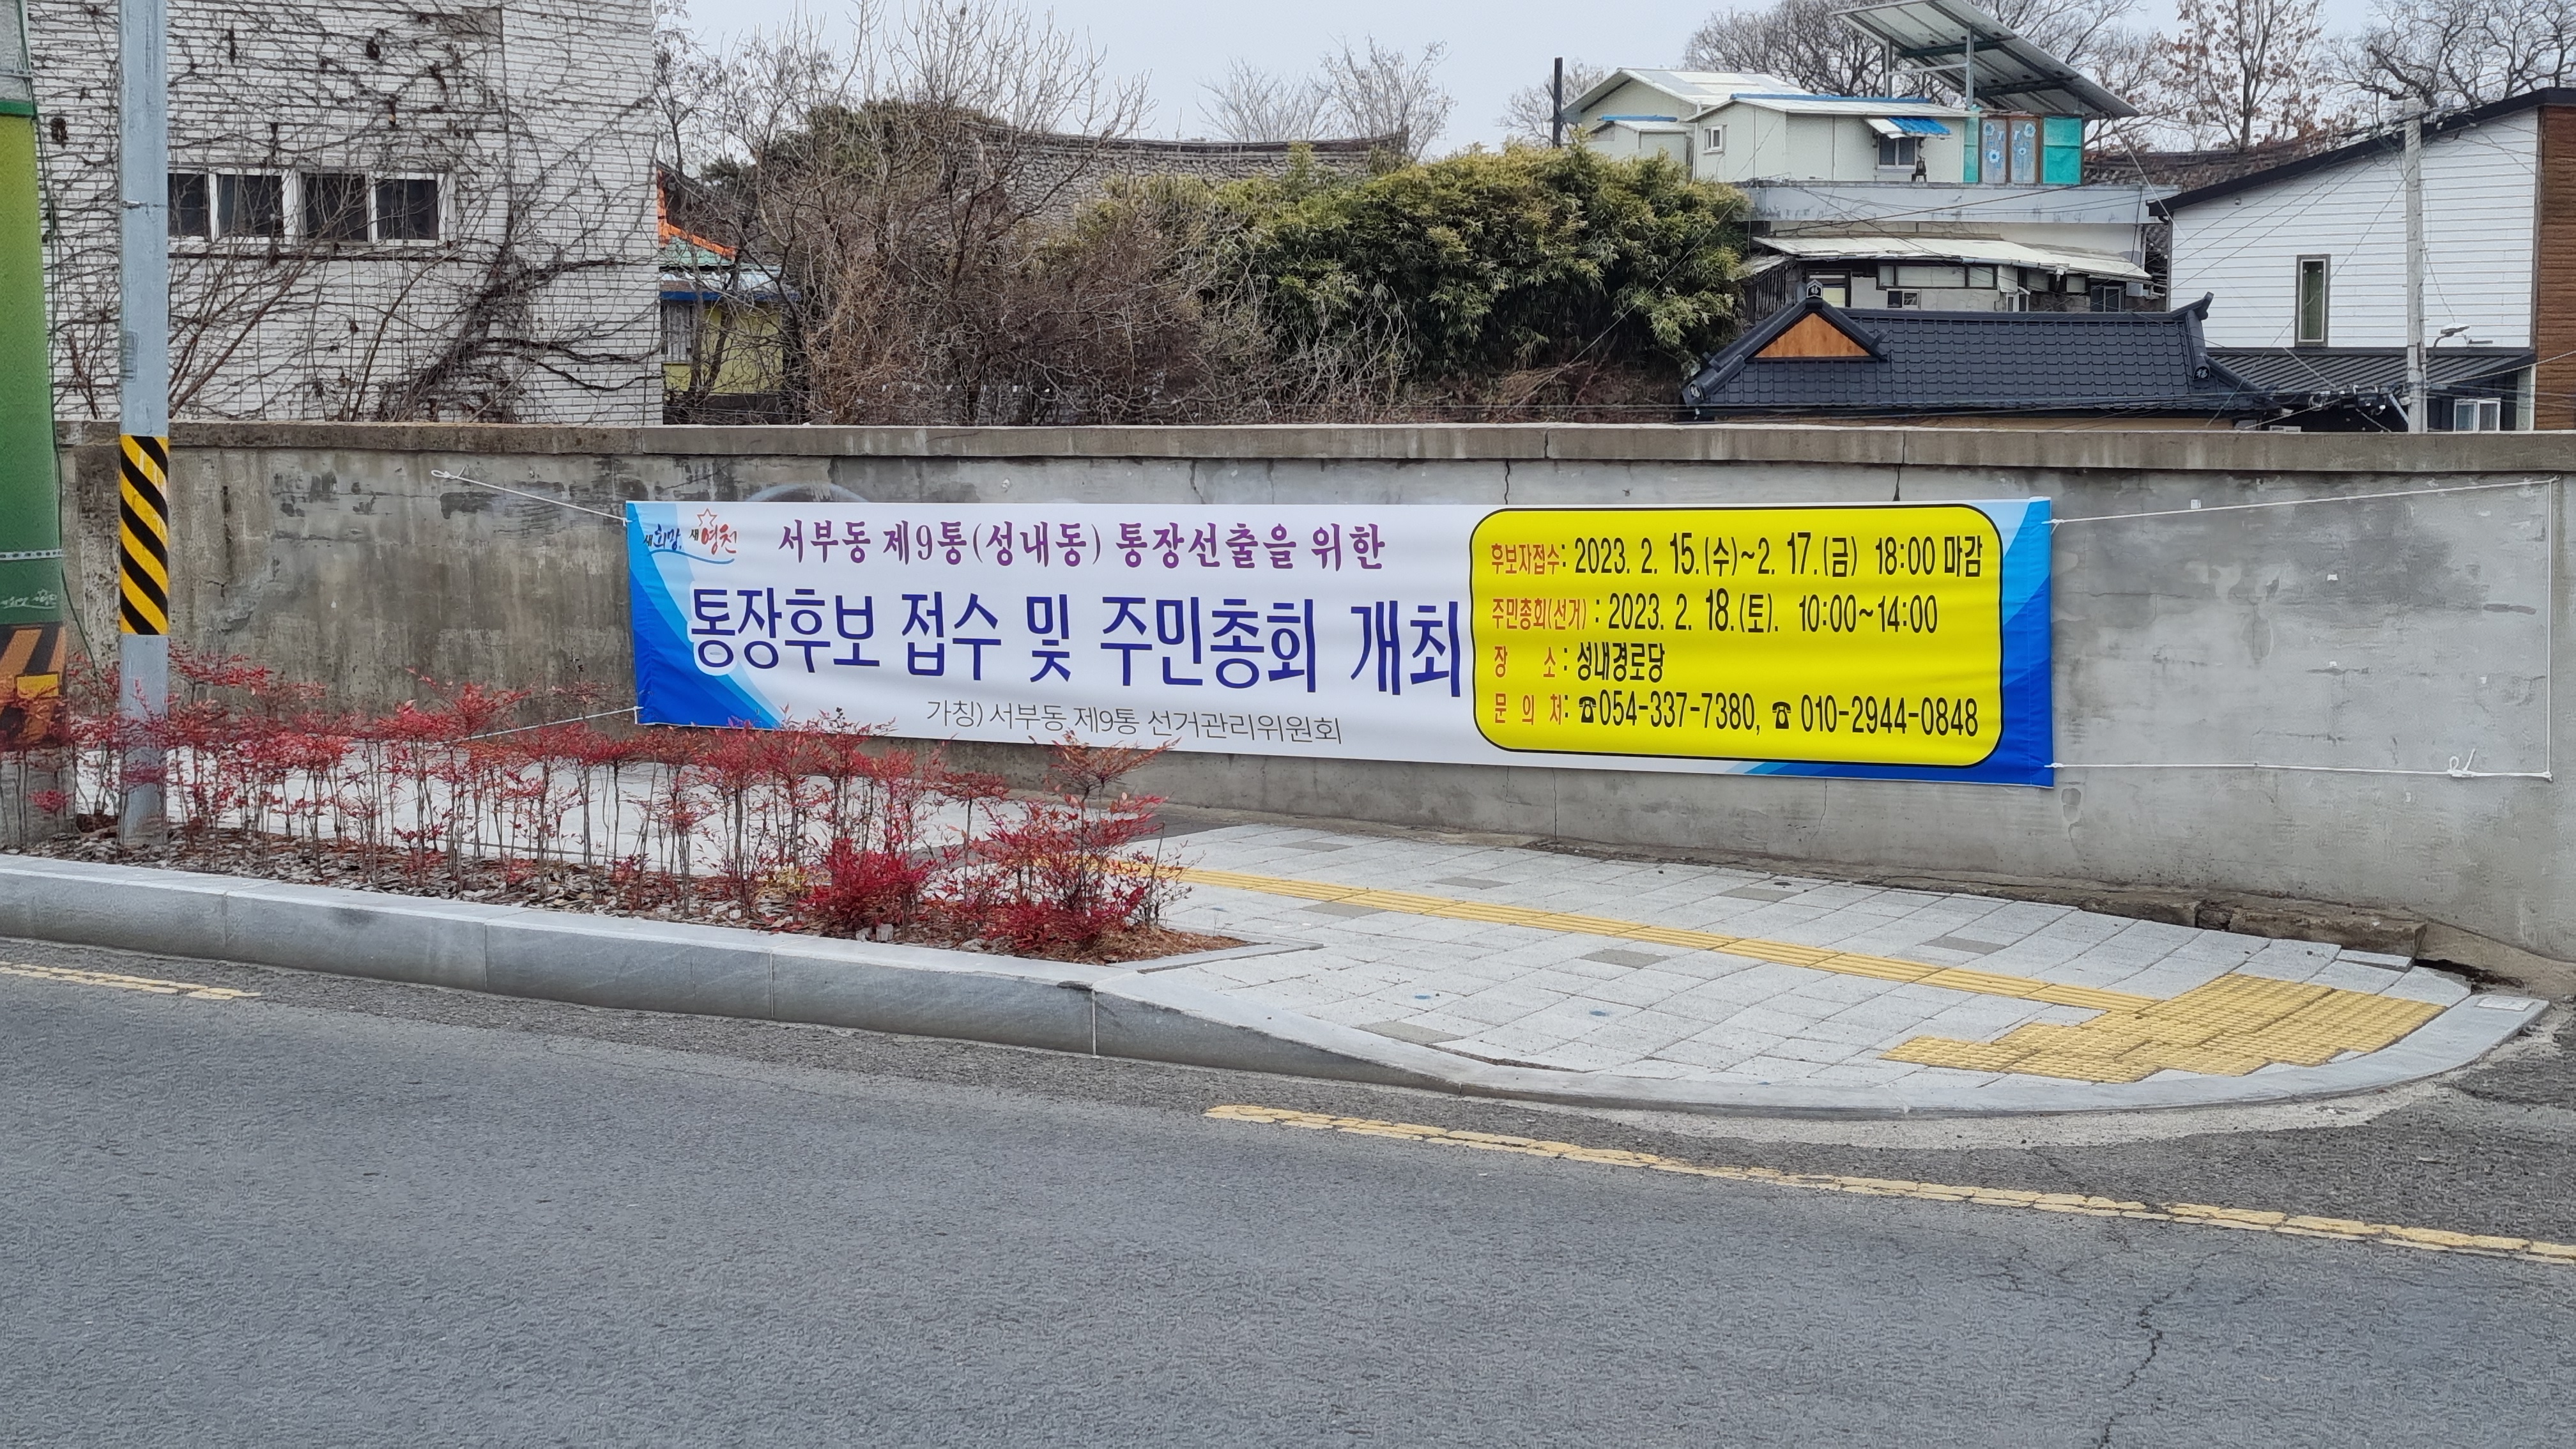 새희망, 새영천
서부동 제9통(성내동) 통장선출을 위한
통장후보 접수 및 주민총회 개최
가칭) 서부동 제9통 선거관리위원회
후보자접수: 2023. 2. 15.(수)~2. 17.(금) 18:00 마감
주민총회(선거) : 2023. 2. 18.(토). 10:00~14:00
장 소 : 성내경로당
문 의 처: ☎054-337-7380, ☎ 010-2944-0848